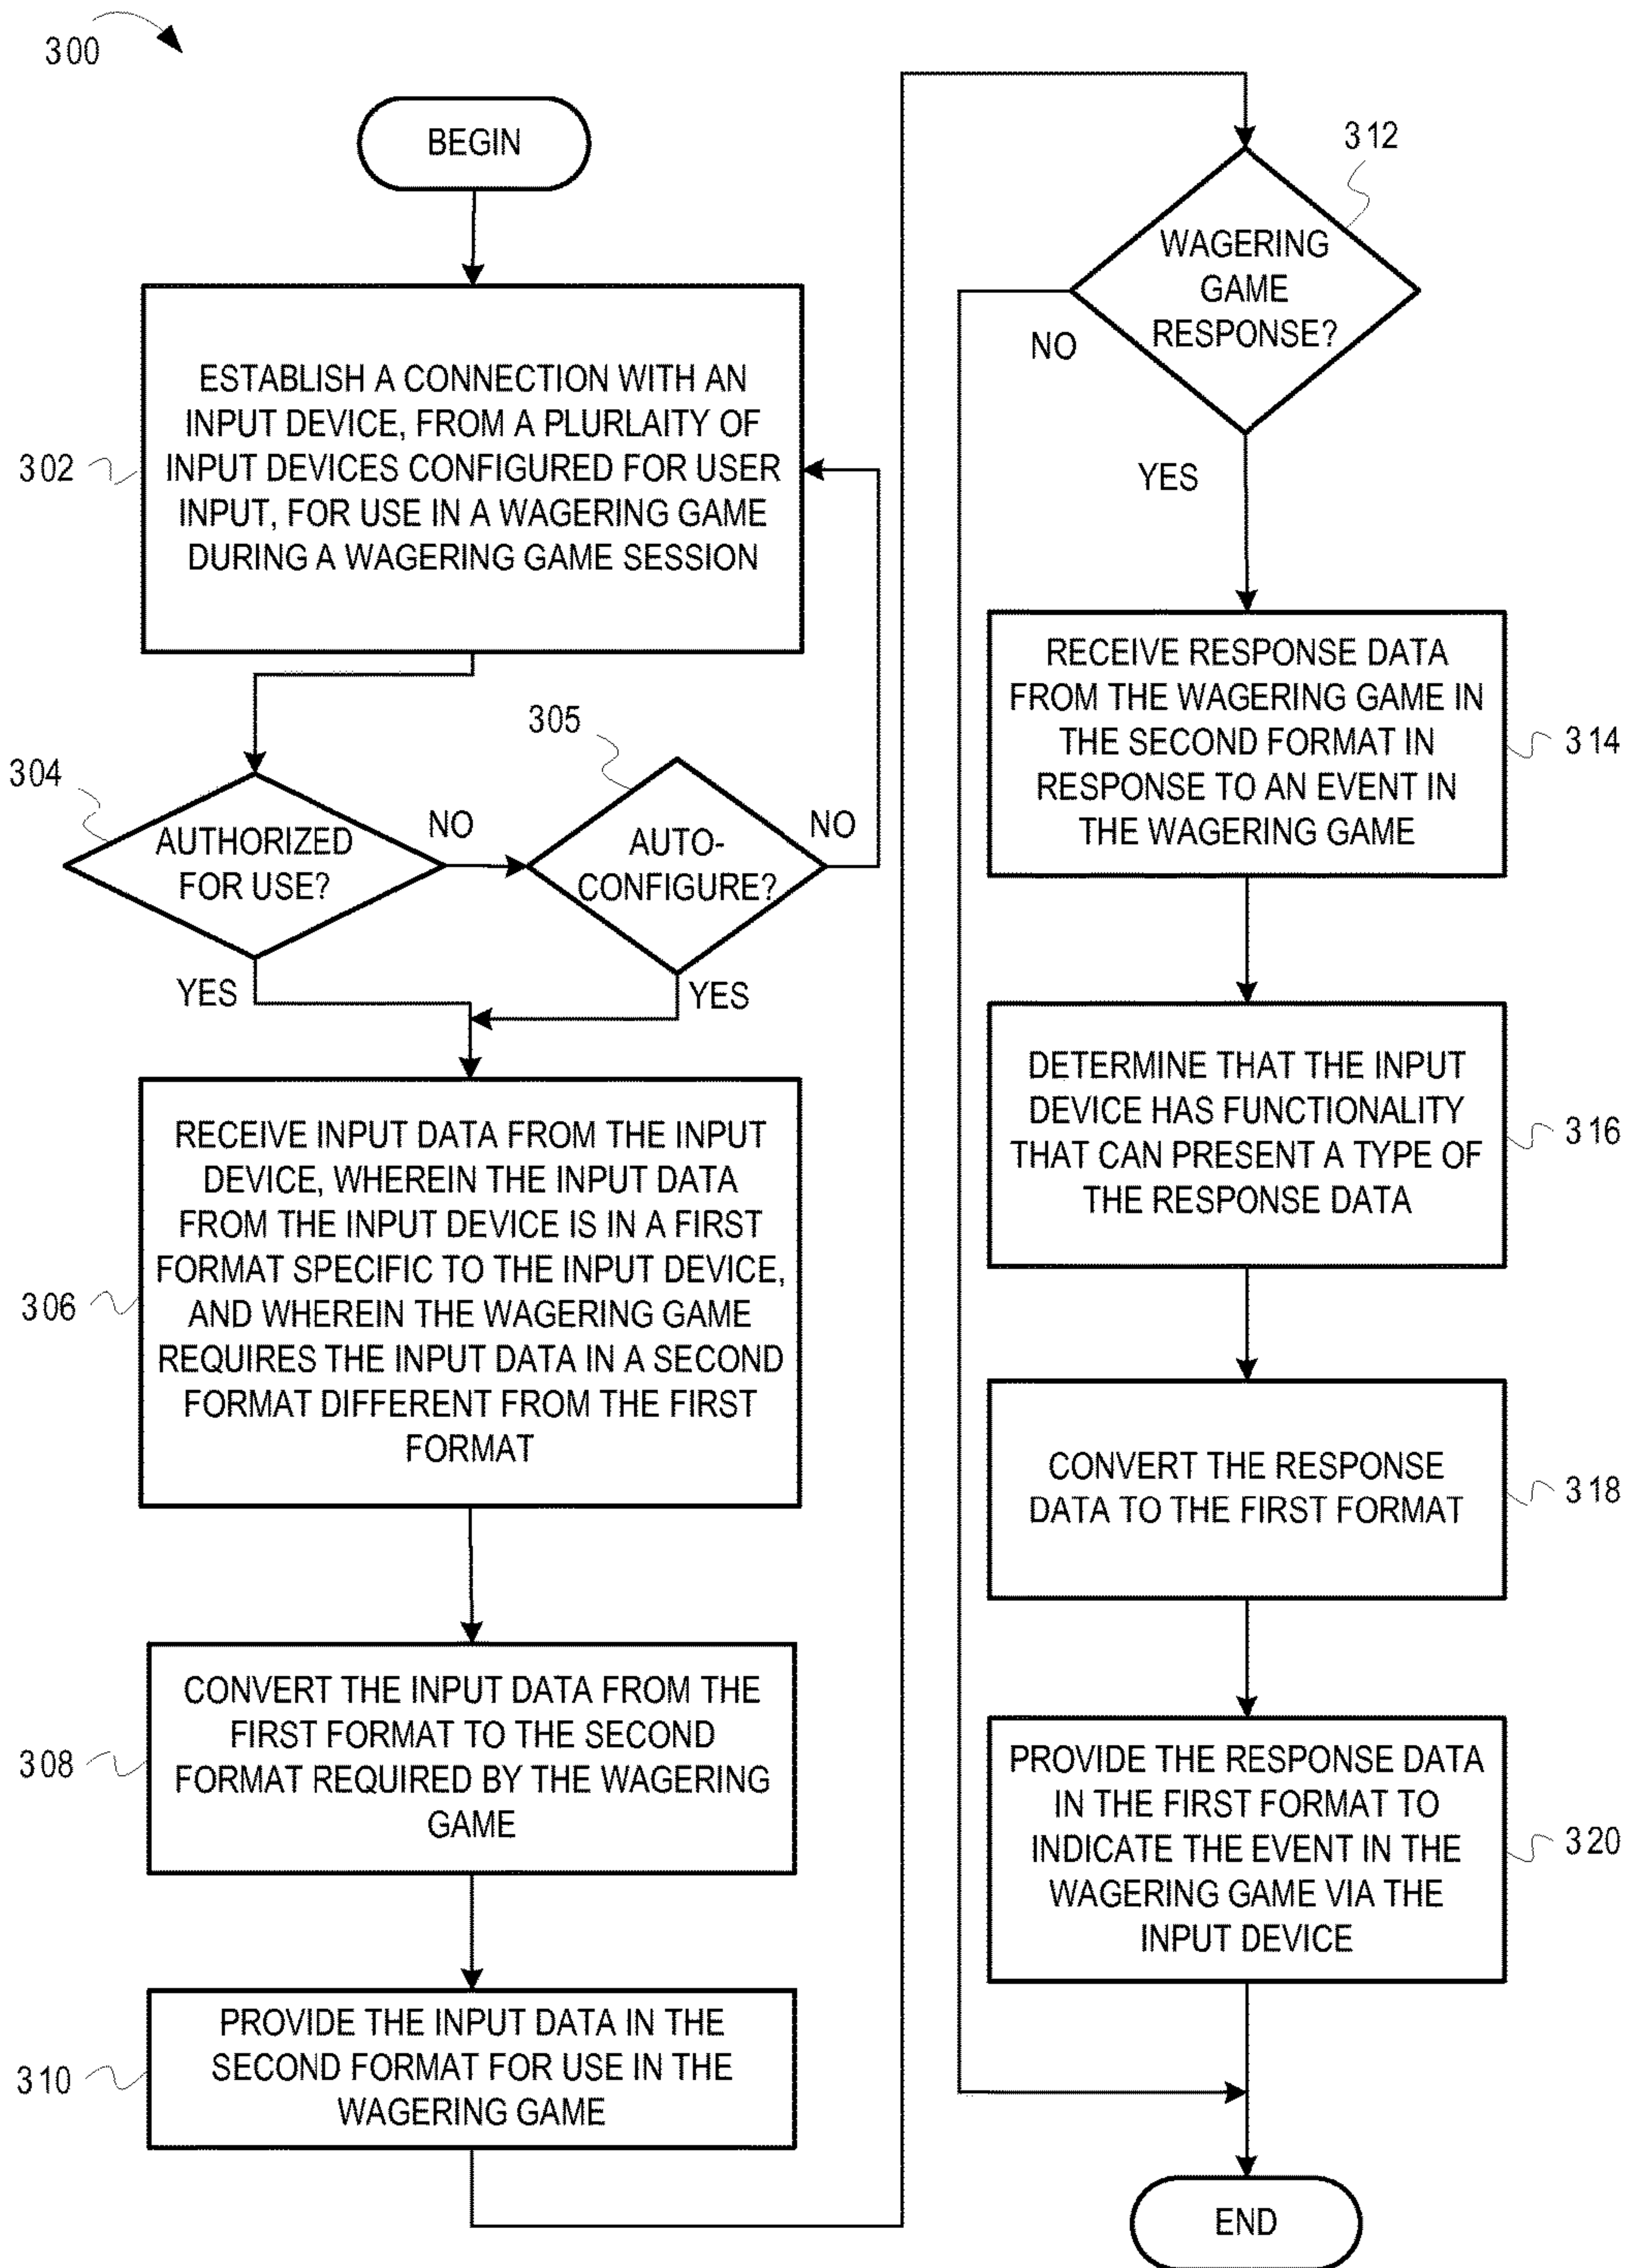 300
BEGIN
302
ESTABLISH A CONNECTION WITH AN
INPUT DEVICE, FROM A PLURLAITY OF
INPUT DEVICES CONFIGURED FOR USER
INPUT, FOR USE IN A WAGERING GAME
DURING A WAGERING GAME SESSION
304
AUTHORIZED
FOR USE?
NO
YES
305
AUTO-
CONFIGURE?
NO
YES
306
RECEIVE INPUT DATA FROM THE INPUT
DEVICE, WHEREIN THE INPUT DATA
FROM THE INPUT DEVICE IS IN A FIRST
FORMAT SPECIFIC TO THE INPUT DEVICE,
AND WHEREIN THE WAGERING GAME
REQUIRES THE INPUT DATA IN A SECOND
FORMAT DIFFERENT FROM THE FIRST
FORMAT
308
CONVERT THE INPUT DATA FROM THE
FIRST FORMAT TO THE SECOND
FORMAT REQUIRED BY THE WAGERING
GAME
310
PROVIDE THE INPUT DATA IN THE
SECOND FORMAT FOR USE IN THE
WAGERING GAME
312
WAGERING
GAME
RESPONSE?
NO
YES
RECEIVE RESPONSE DATA
FROM THE WAGERING GAME IN
THE SECOND FORMAT IN
RESPONSE TO AN EVENT IN
THE WAGERING GAME
314
DETERMINE THAT THE INPUT
DEVICE HAS FUNCTIONALITY
THAT CAN PRESENT A TYPE OF
THE RESPONSE DATA
316
CONVERT THE RESPONSE
DATA TO THE FIRST FORMAT
318
PROVIDE THE RESPONSE DATA
IN THE FIRST FORMAT TO
INDICATE THE EVENT IN THE
WAGERING GAME VIA THE
INPUT DEVICE
320
END